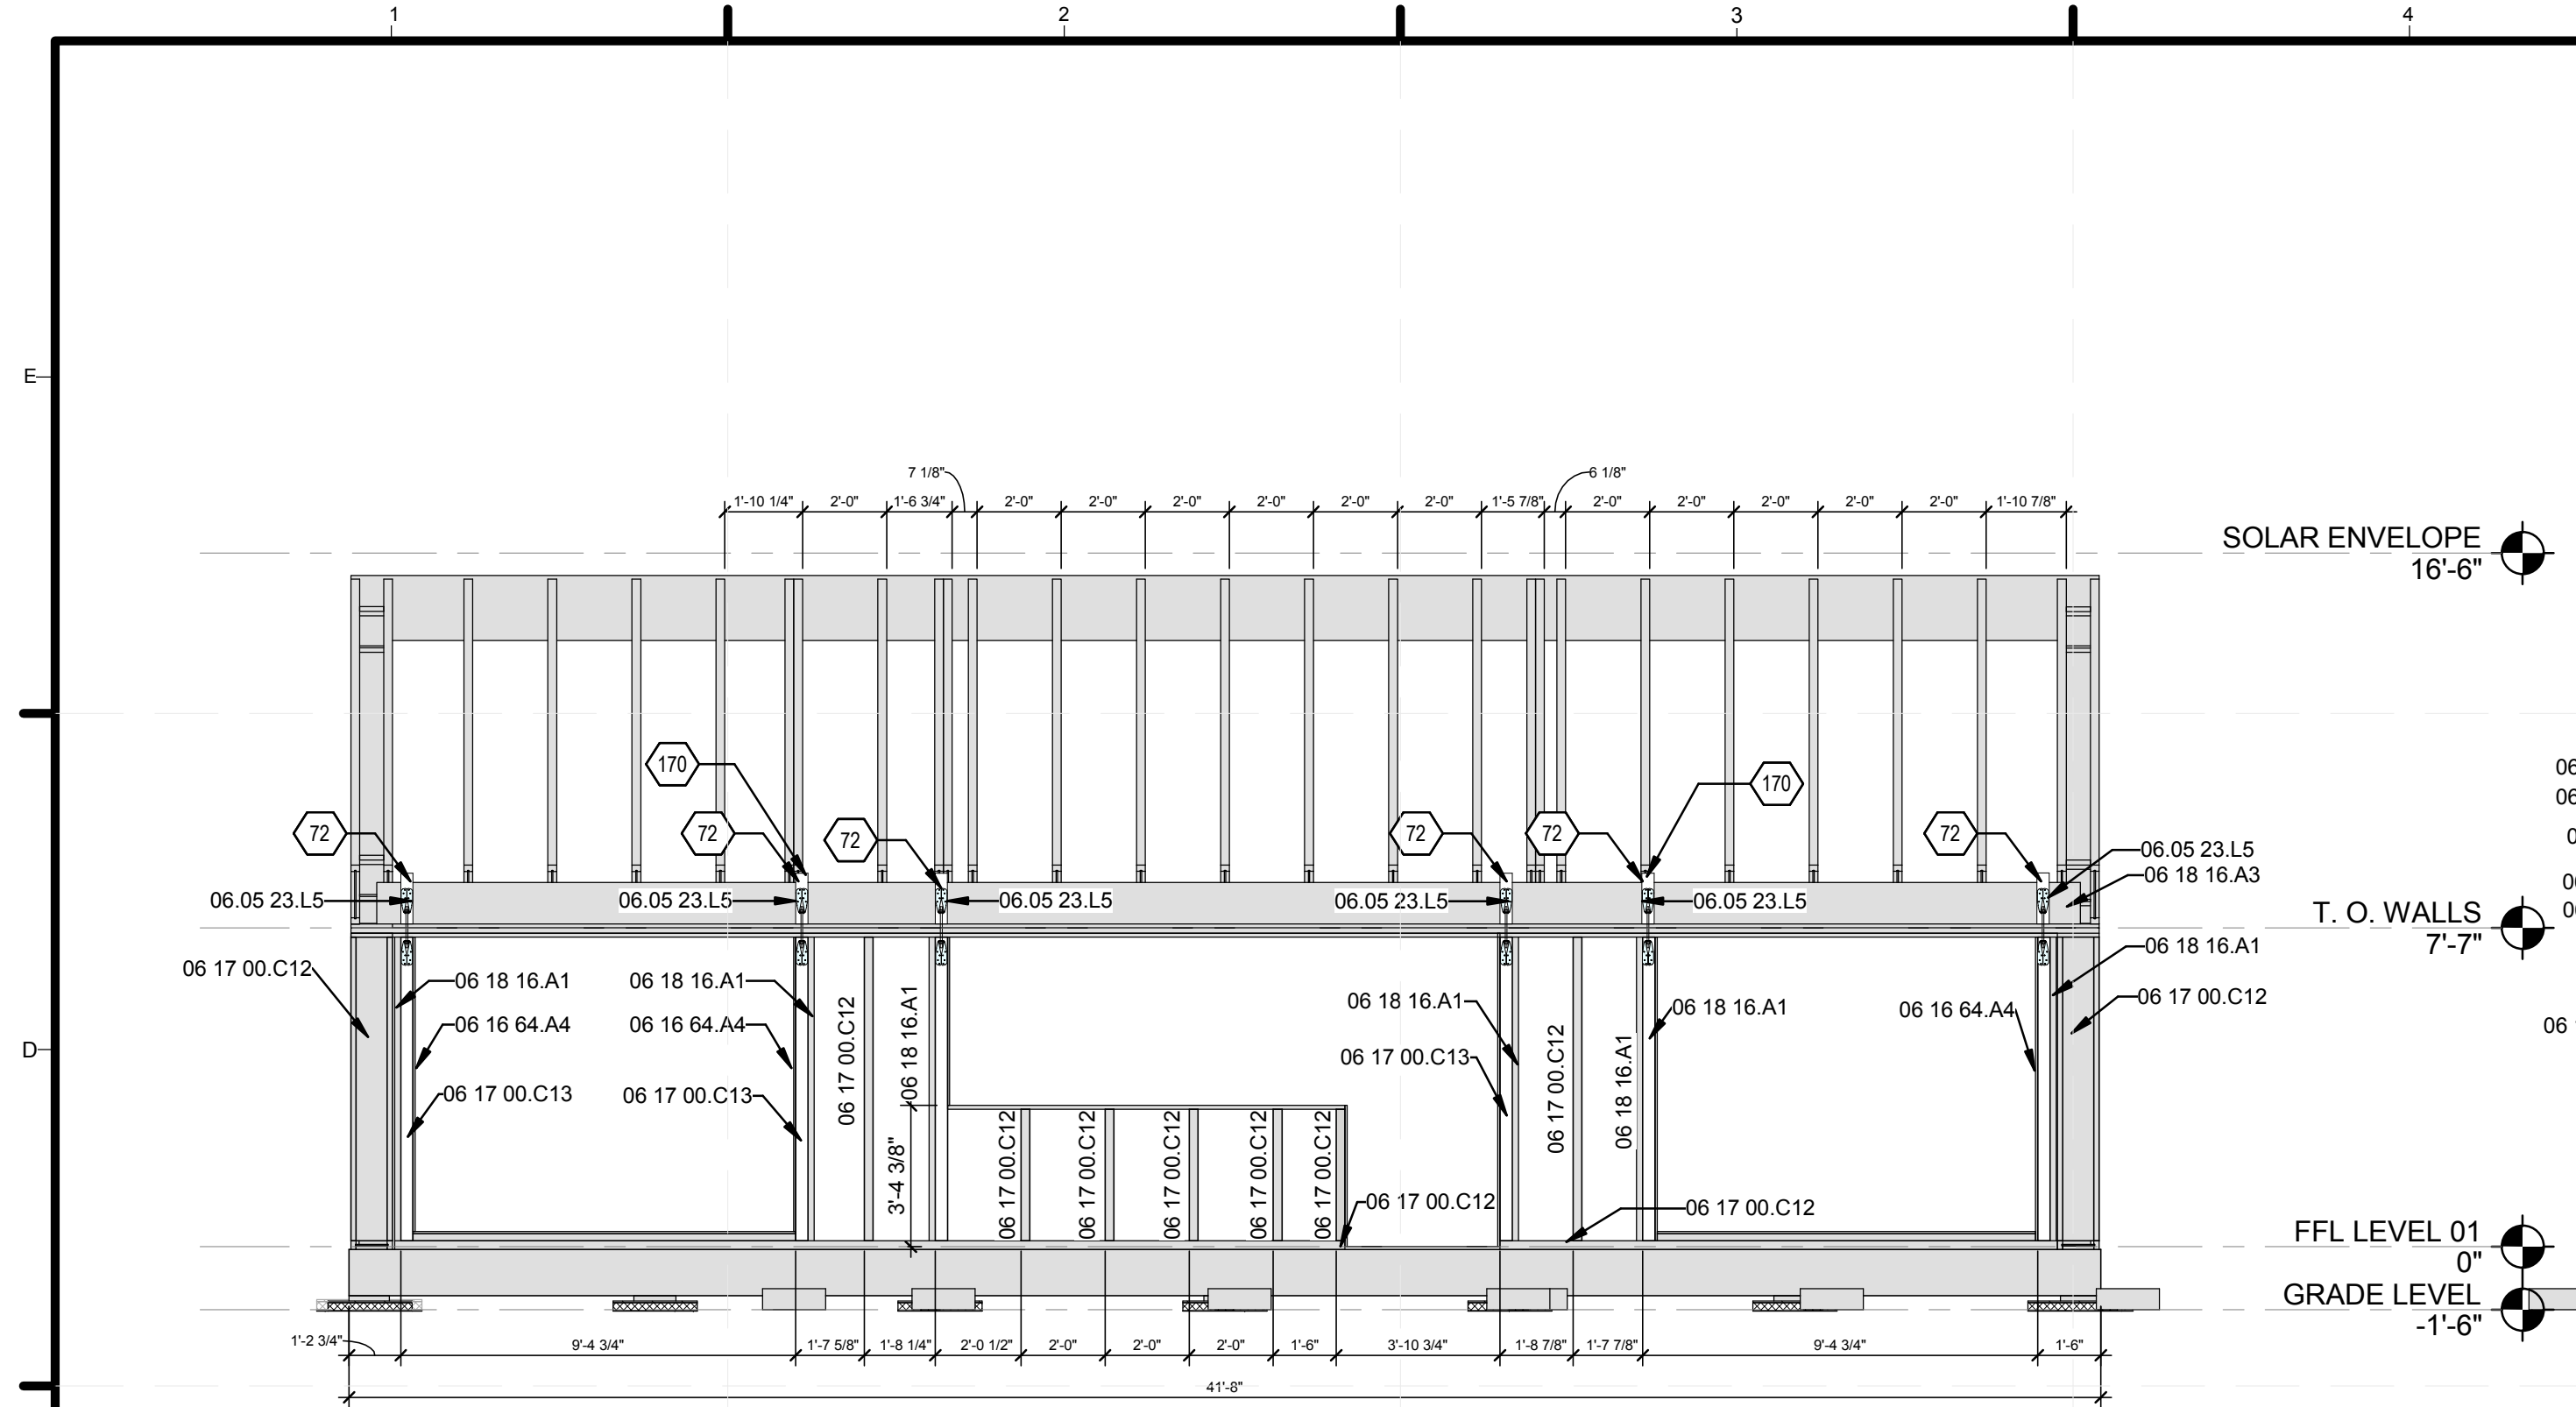 1
2
3
4
E
7 1/8"
6 1/8"
1'-10 1/4"
2'-0"
1'-6 3/4"
2'-0"
2'-0"
2'-0"
2'-0"
2'-0"
2'-0"
1'-5 7/8"
2'-0"
2'-0"
2'-0"
2'-0"
2'-0"
1'-10 7/8"
SOLAR ENVELOPE
16'-6"
170
170
72
72
72
72
72
72
06.05 23.L5
06.05 23.L5
06.05 23.L5
06.05 23.L5
06.05 23.L5
06.05 23.L5
06 18 16.A3
T. O. WALLS
7'-7"
06 17 00.C12
06 18 16.A1
06 16 64.A4
06 17 00.C13
06 18 16.A1
06 16 64.A4
06 17 00.C13
06 17 00.C12
06 18 16.A1
3'-4 3/8"
06 17 00.C12
06 17 00.C12
06 17 00.C12
06 17 00.C12
06 17 00.C12
06 17 00.C12
06 18 16.A1
06 17 00.C13
06 17 00.C12
06 18 16.A1
06 18 16.A1
06 17 00.C12
06 16 64.A4
06 18 16.A1
06 17 00.C12
D
06
06
0
06
FFL LEVEL 01
0"
GRADE LEVEL
-1'-6"
1'-2 3/4"
9'-4 3/4"
1'-7 5/8"
1'-8 1/4"
2'-0 1/2"
2'-0"
2'-0"
2'-0"
1'-6"
3'-10 3/4"
1'-8 7/8"
1'-7 7/8"
9'-4 3/4"
1'-6"
41'-8"